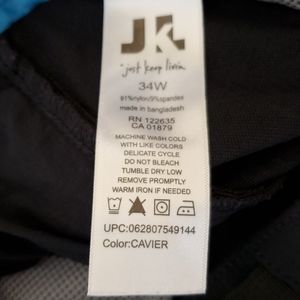 JKL
just keep livin
34W
91%nylon/9%spandex
made in bangladesh
RN 122635
CA 01879
MACHINE WASH COLD
WITH LIKE COLORS
DELICATE CYCLE
DO NOT BLEACH
TUMBLE DRY LOW
REMOVE PROMPTLY
WARM IRON IF NEEDED
UPC:062807549144
Color:CAVIER